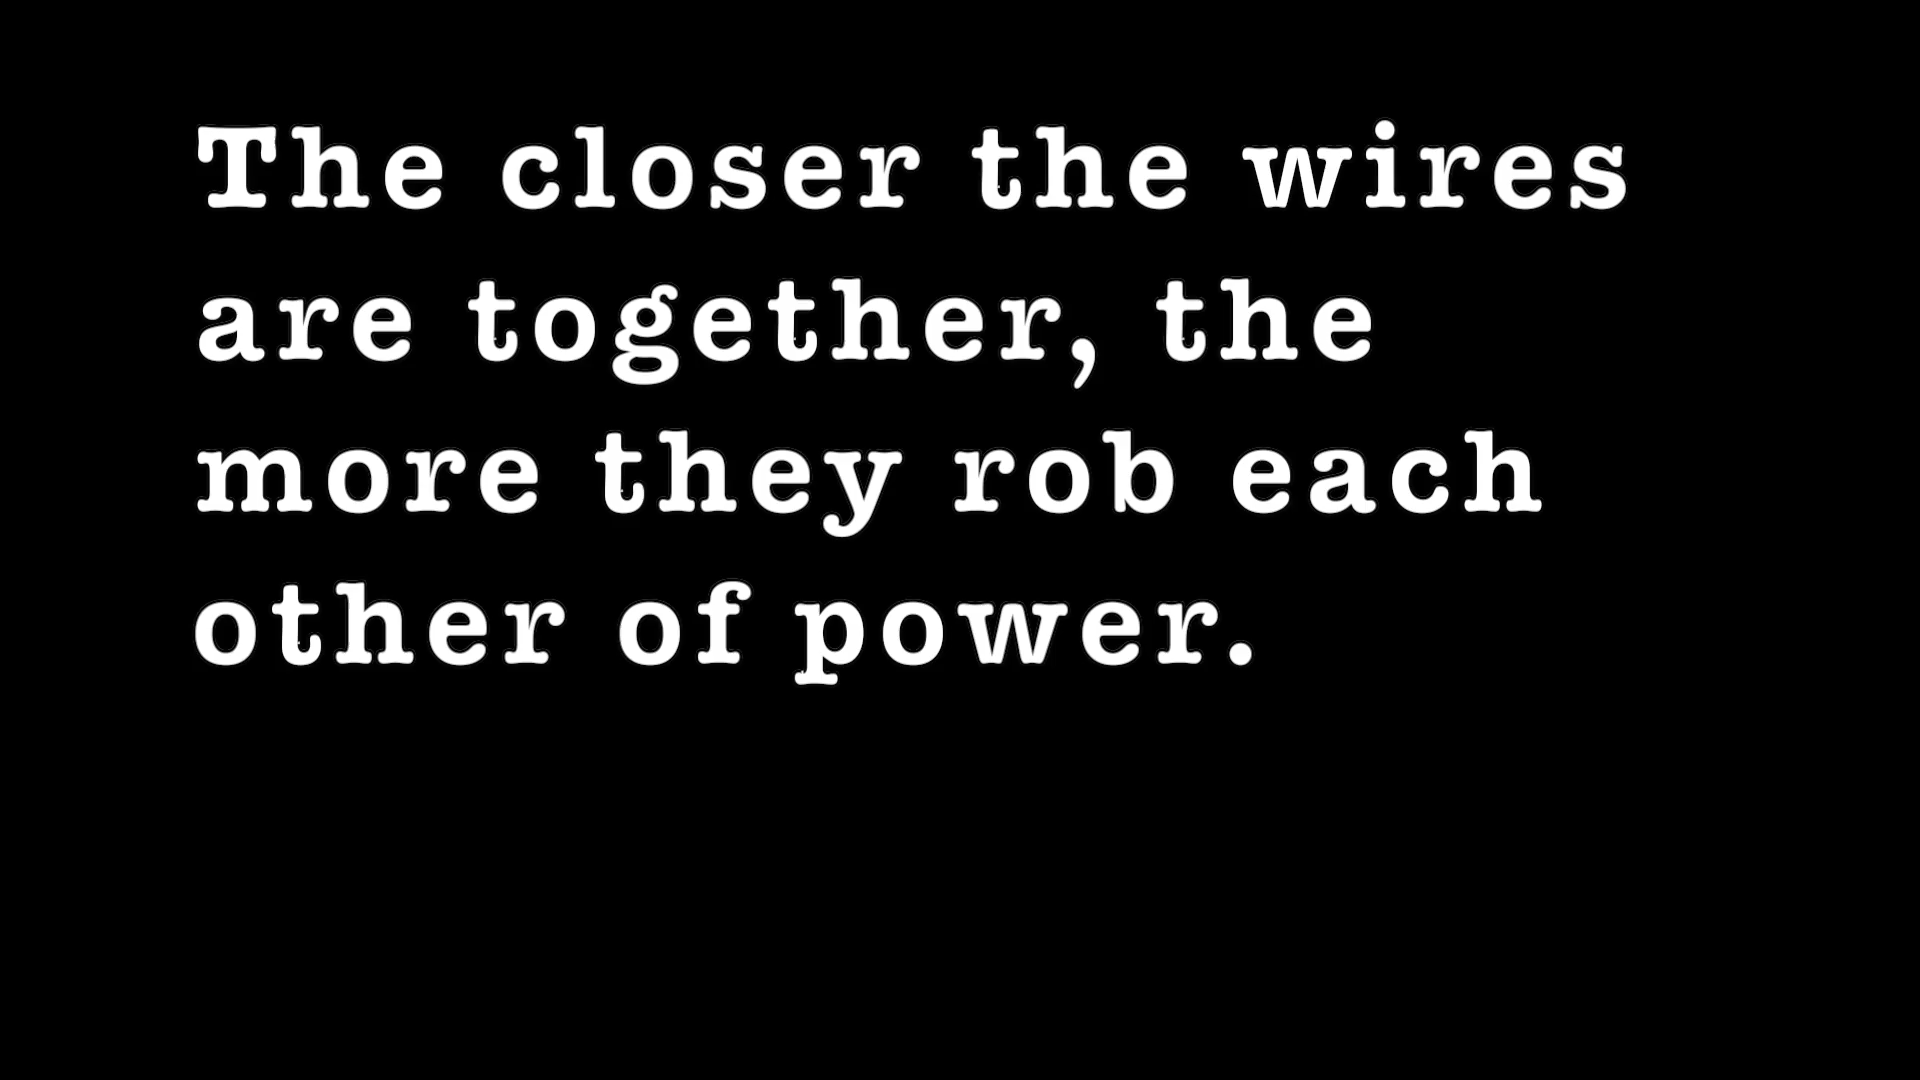 The closer the wires
are together, the
more they rob each
other of power.